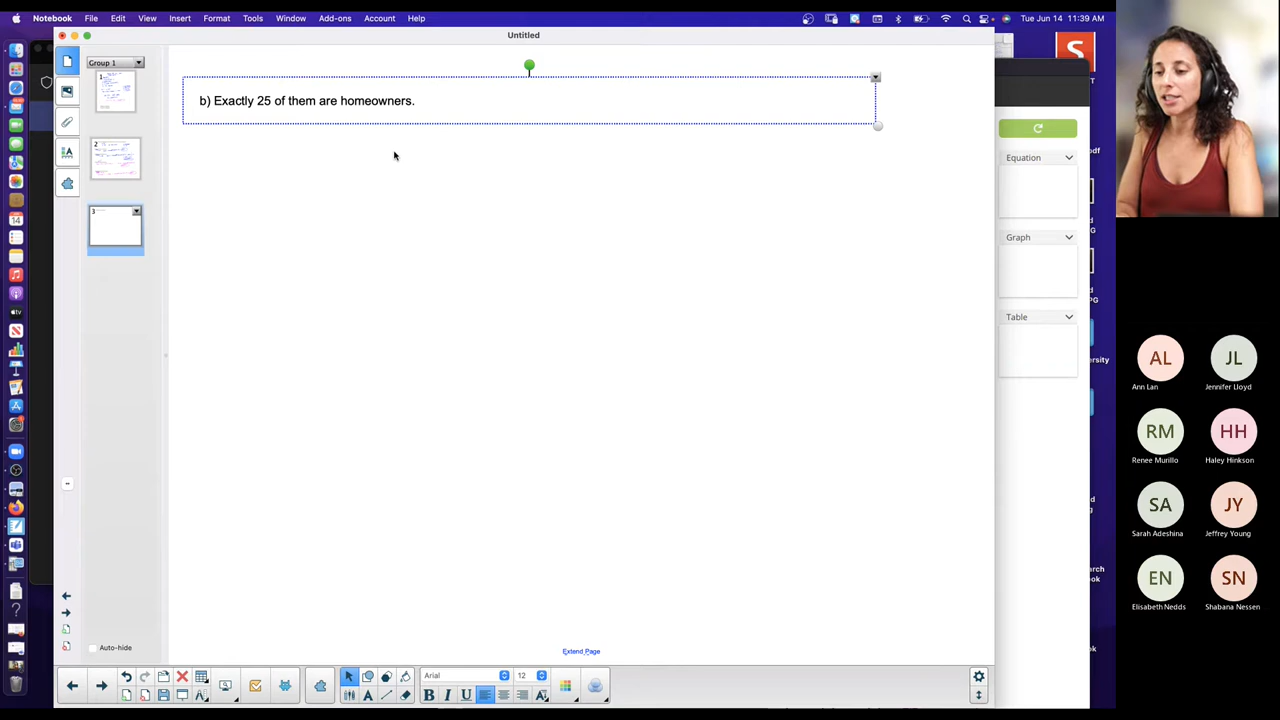 Notebook File Edit View Insert Format Tools Window Add-ons Account Help
Tue Jun 14 11:39 AM
Untitled
Group 1
1
2
3
b) Exactly 25 of them are homeowners.
Equation
Graph
Table
Extend Page
Auto-hide
Arial
12
B I U
AL
Ann Lan
JL
Jennifer Lloyd
RM
Renee Murillo
HH
Haley Hinkson
SA
Sarah Adeshina
JY
Jeffrey Young
EN
Elisabeth Nedds
SN
Shabana Nessen